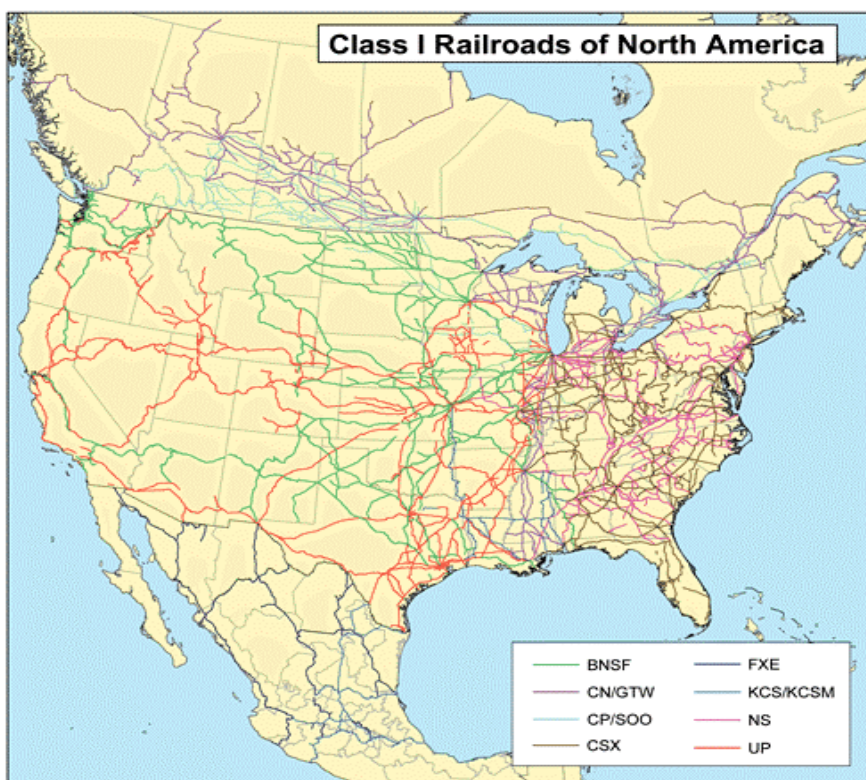 Class I Railroads of North America
BNSF
CN/GTW
CP/SOO
CSX
FXE
KCS/KCSM
NS
UP